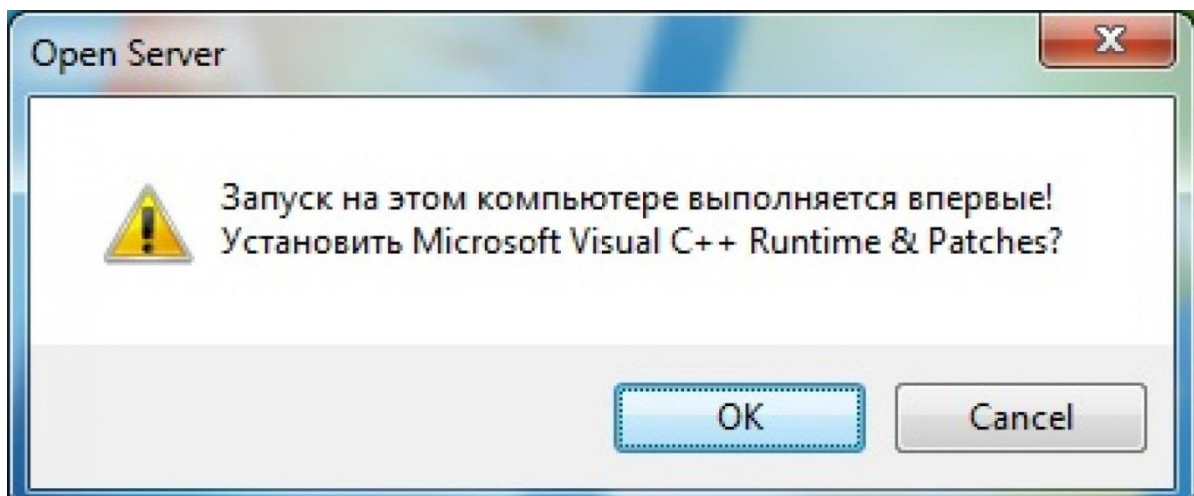 Open Server
Запуск на этом компьютере выполняется впервые!
Установить Microsoft Visual C++ Runtime & Patches?
OK
Cancel